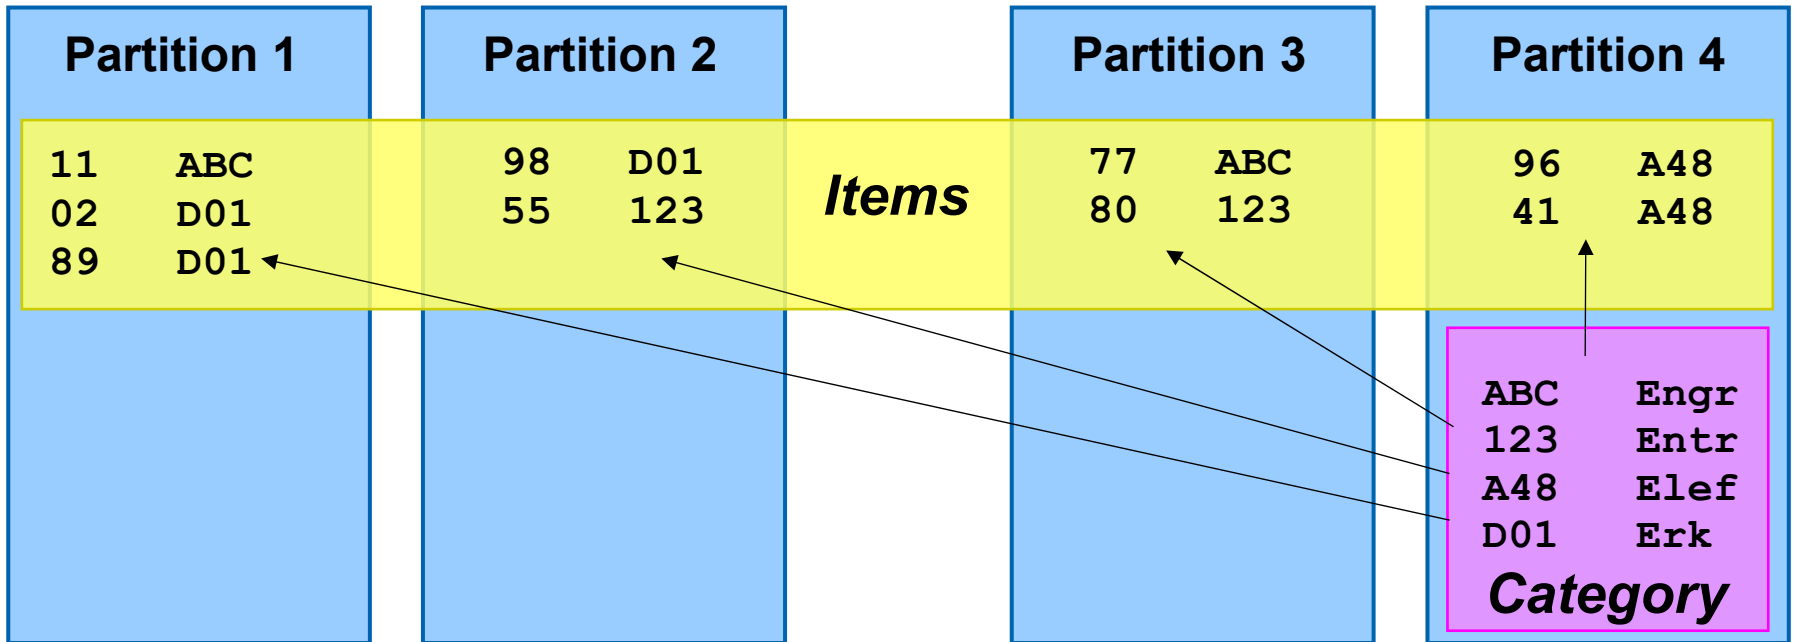 Partition 1 Partition 2 Partition 3 Partition 4
11 ABC 98 D01 77 ABC 96 A48
02 D01 55 123 Items 80 123 41 A48
89 D01
ABC Engr
123 Entr
A48 Elef
D01 Erk
Category